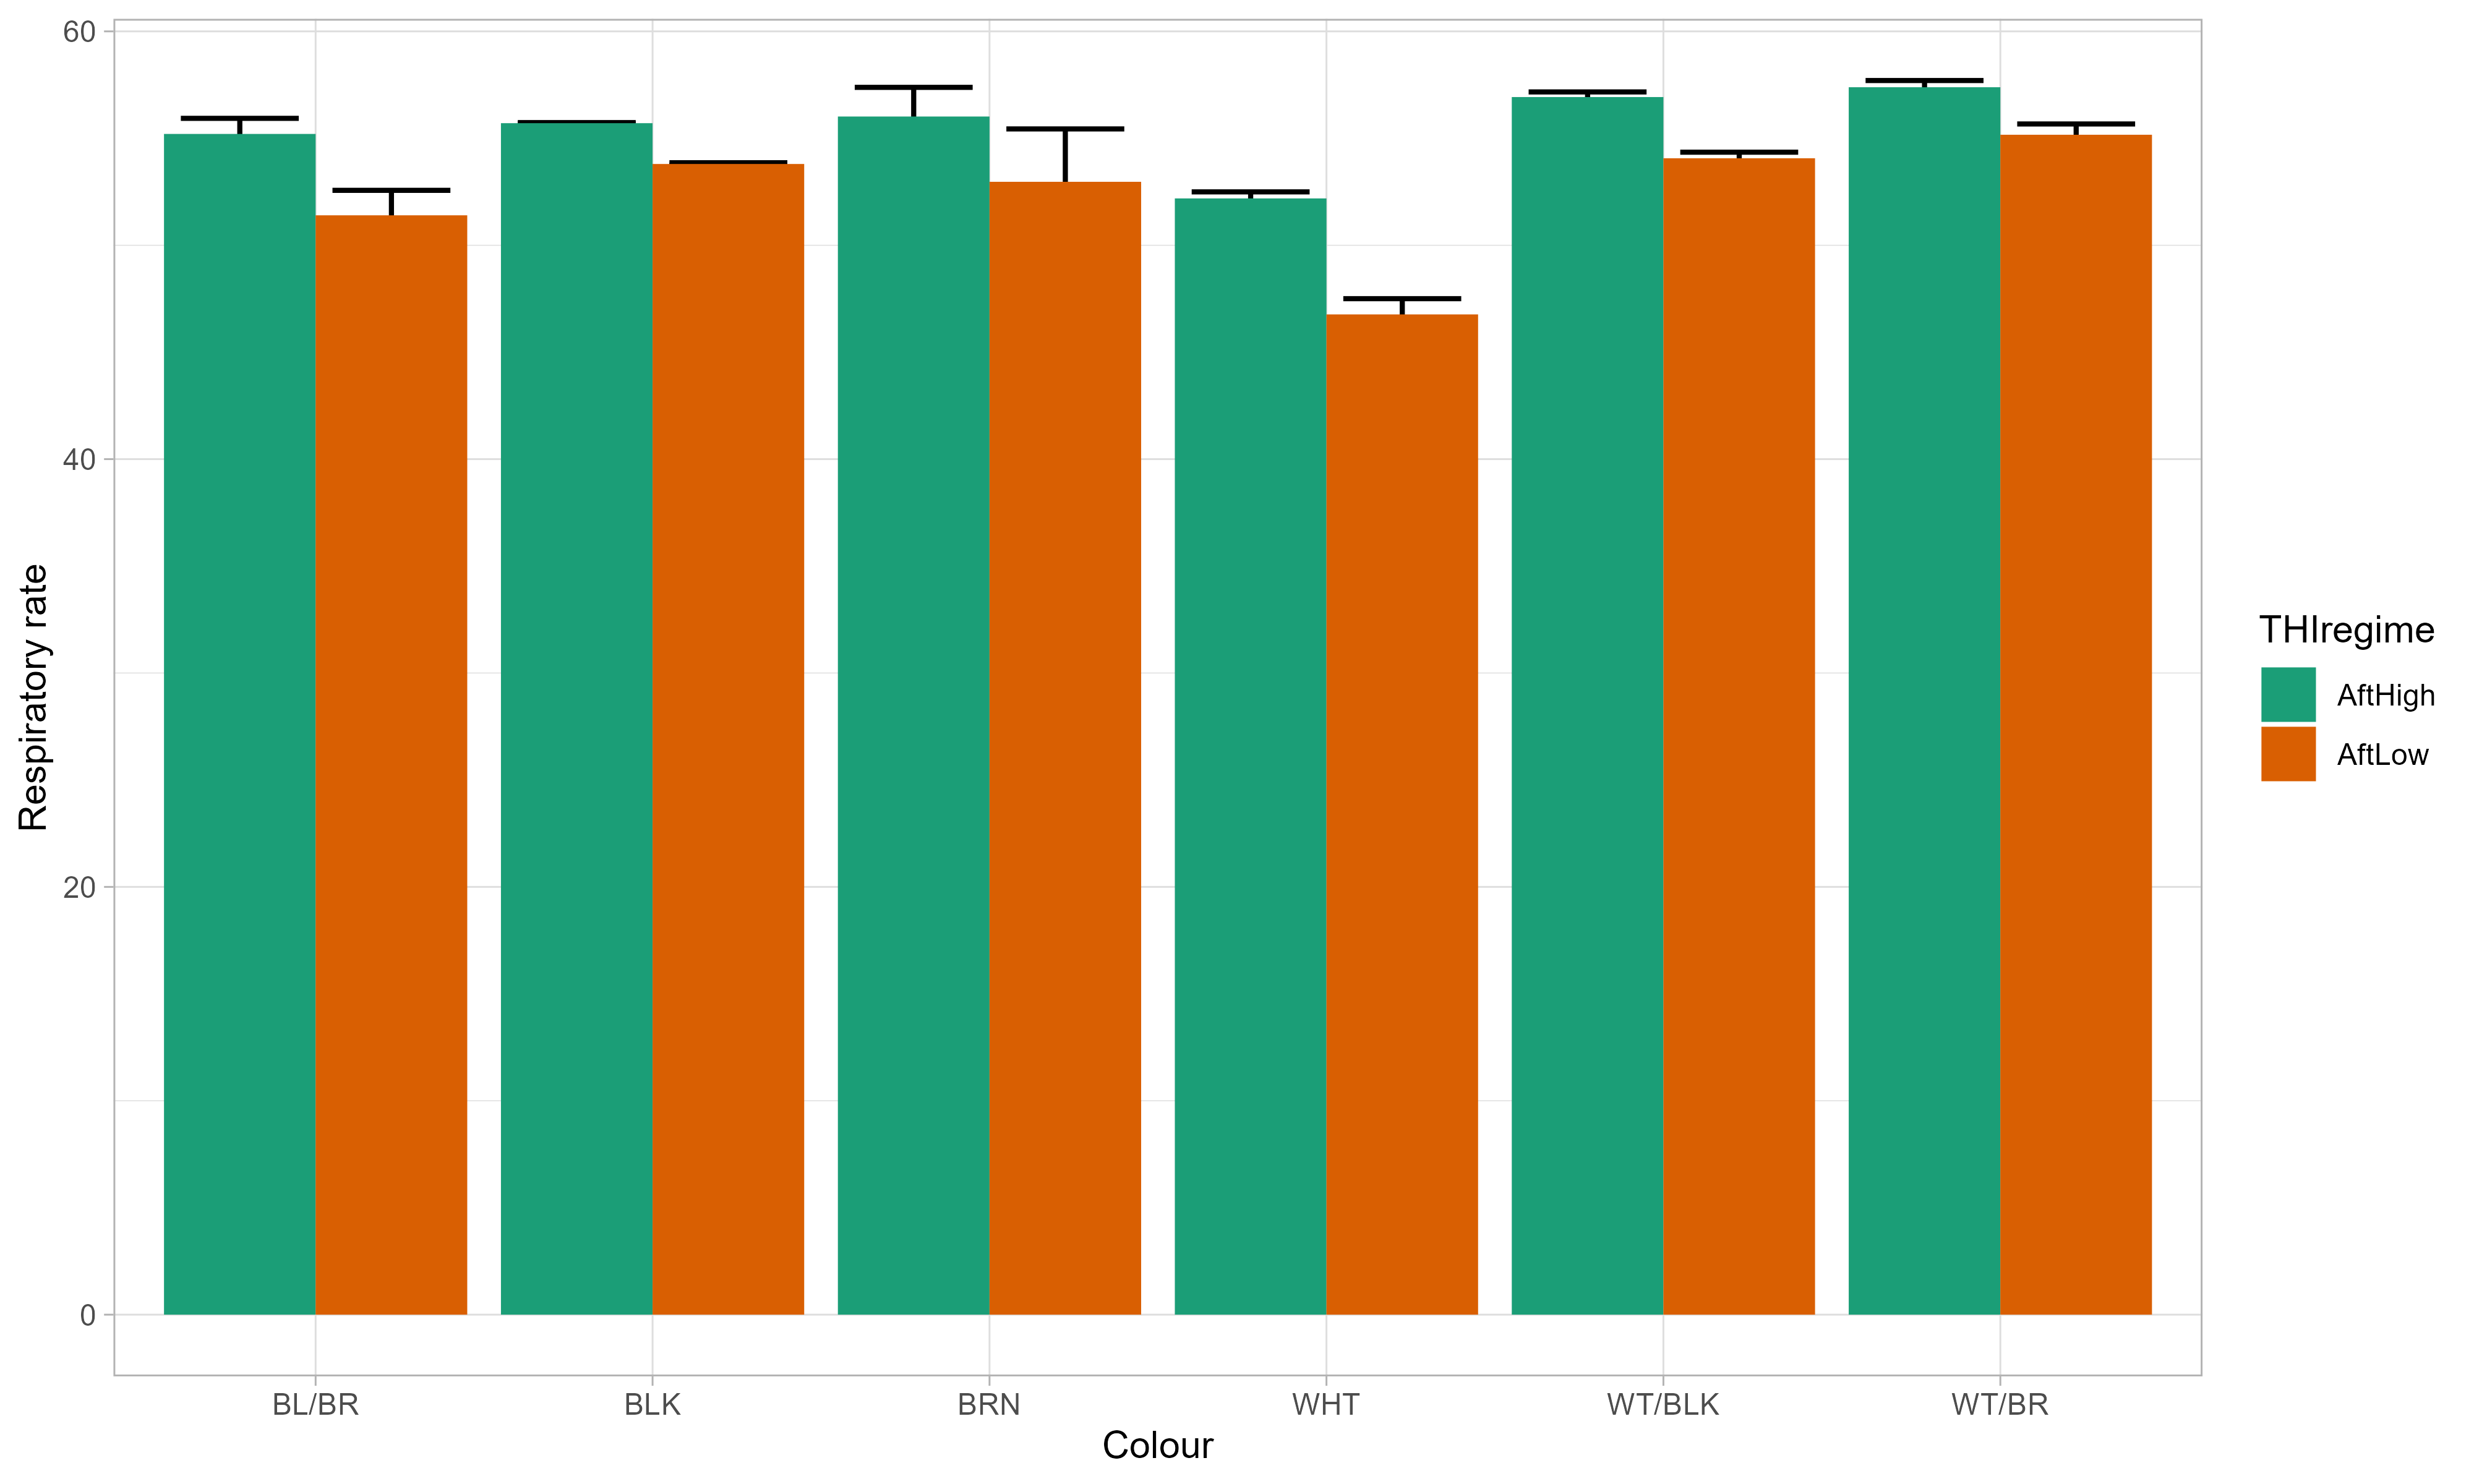 60
40
20
0
Respiratory rate
BL/BR BLK BRN WHT WT/BLK WT/BR
Colour
THIregime
AftHigh
AftLow